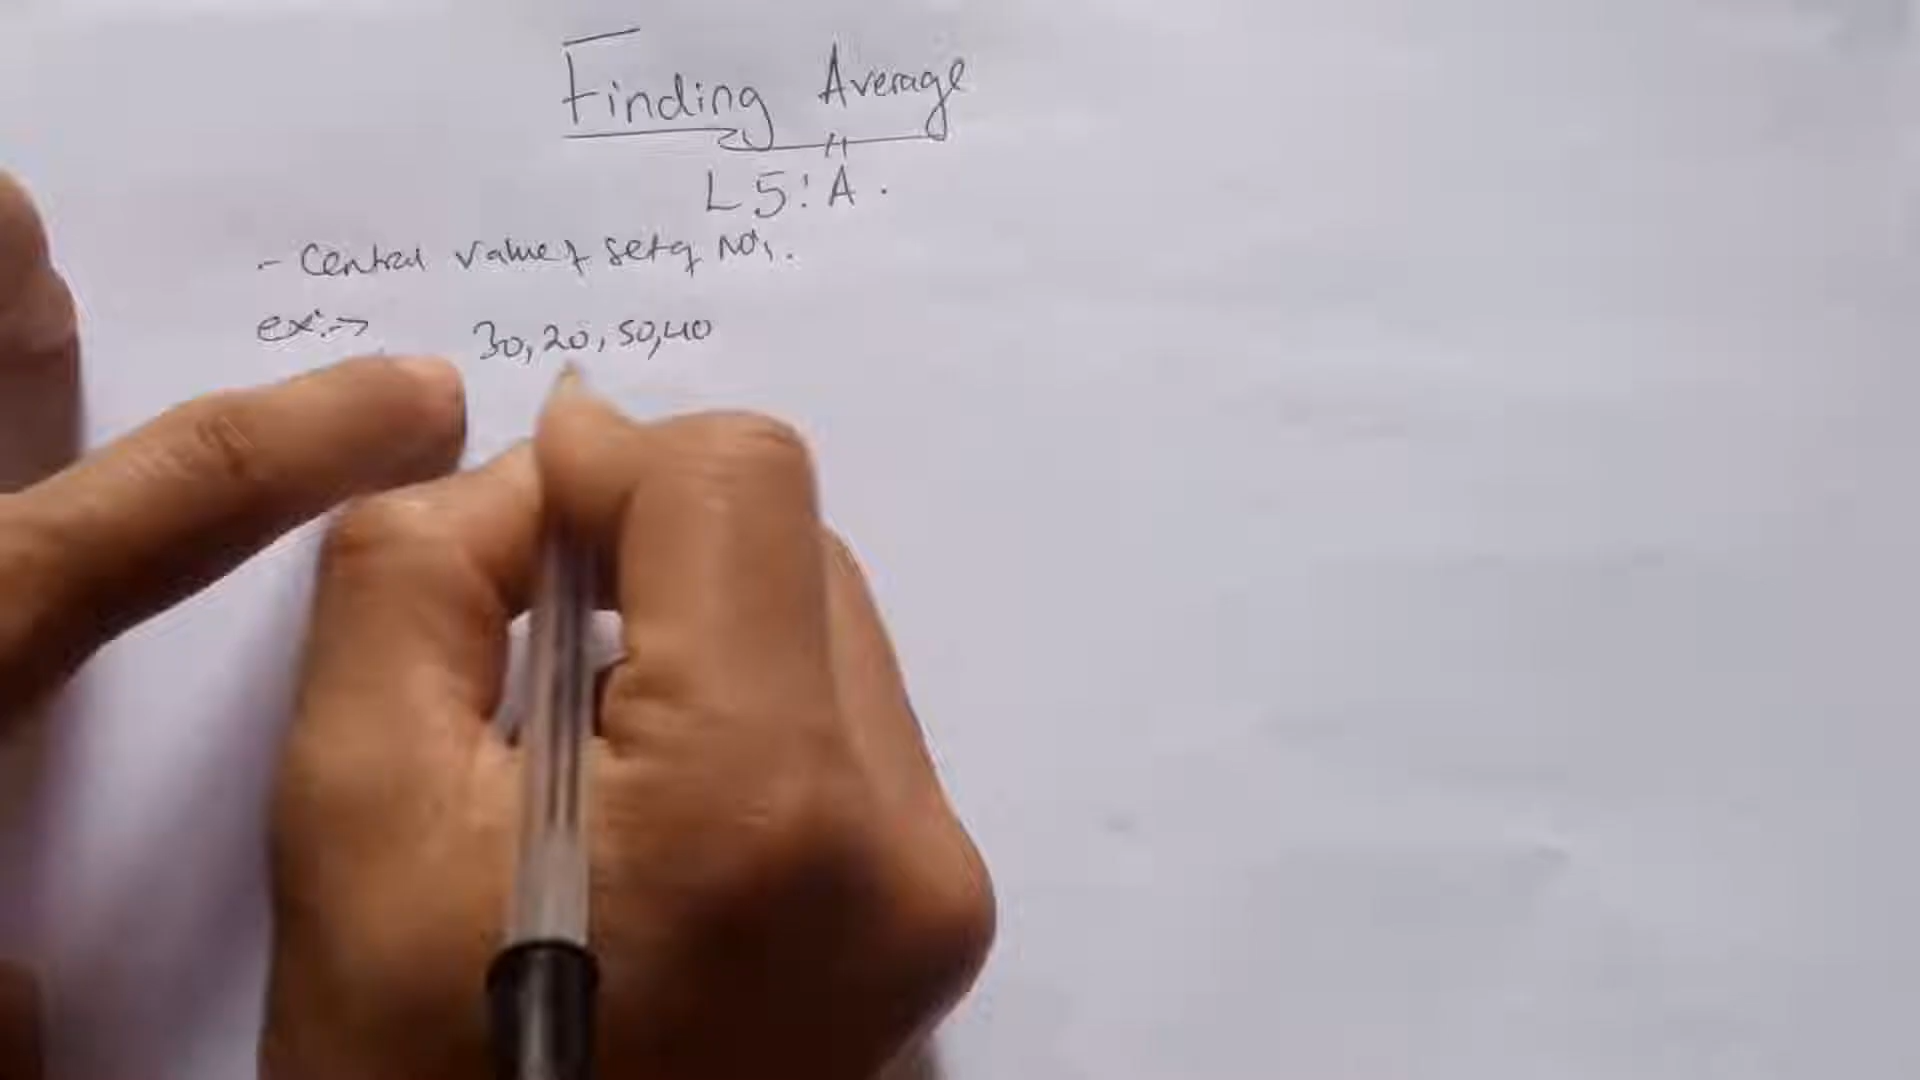 Finding Average
L5:A.
- Central value of set of No's.
ex:-> 30, 20, 50, 40